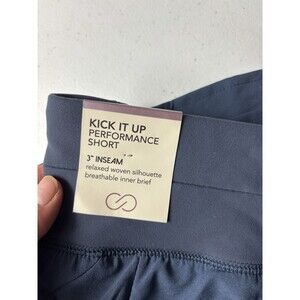 KICK IT UP
PERFORMANCE
SHORT
3" INSEAM
relaxed woven silhouette
breathable inner brief